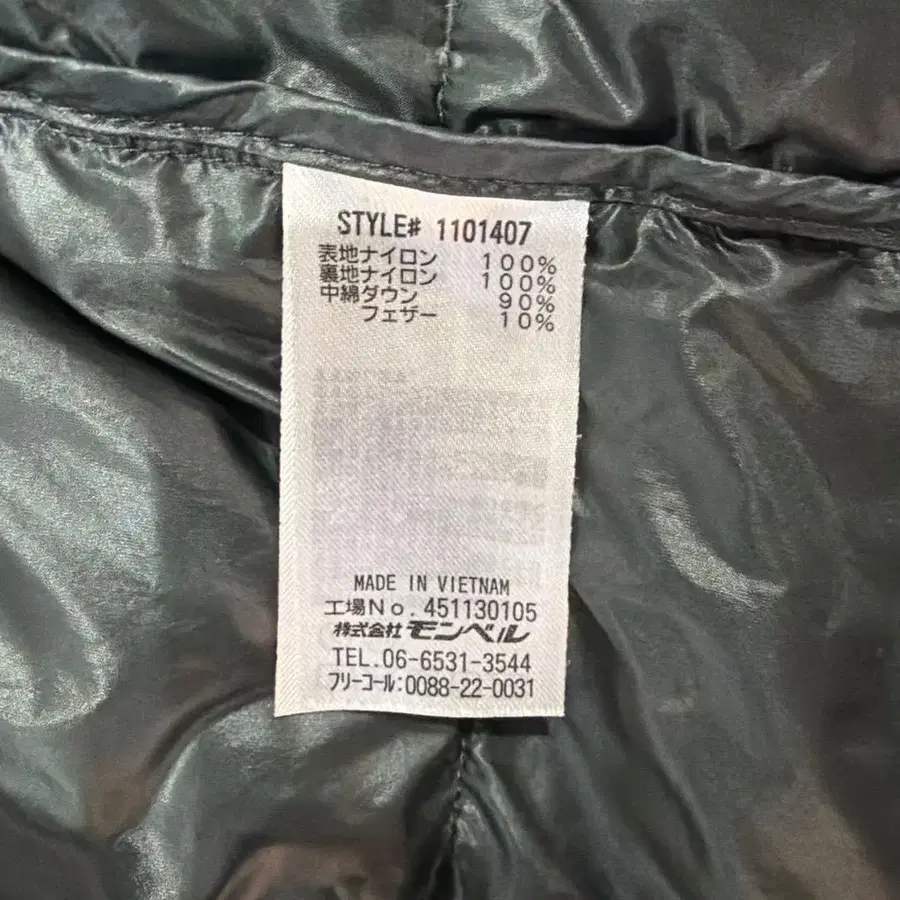 STYLE# 1101407
表地ナイロン 100%
裏地ナイロン 100%
中綿ダウン 90%
フェザー 10%
MADE IN VIETNAM
工場No. 451130105
株式会社 モンベル
TEL.06-6531-3544
フリーコール:0088-22-0031